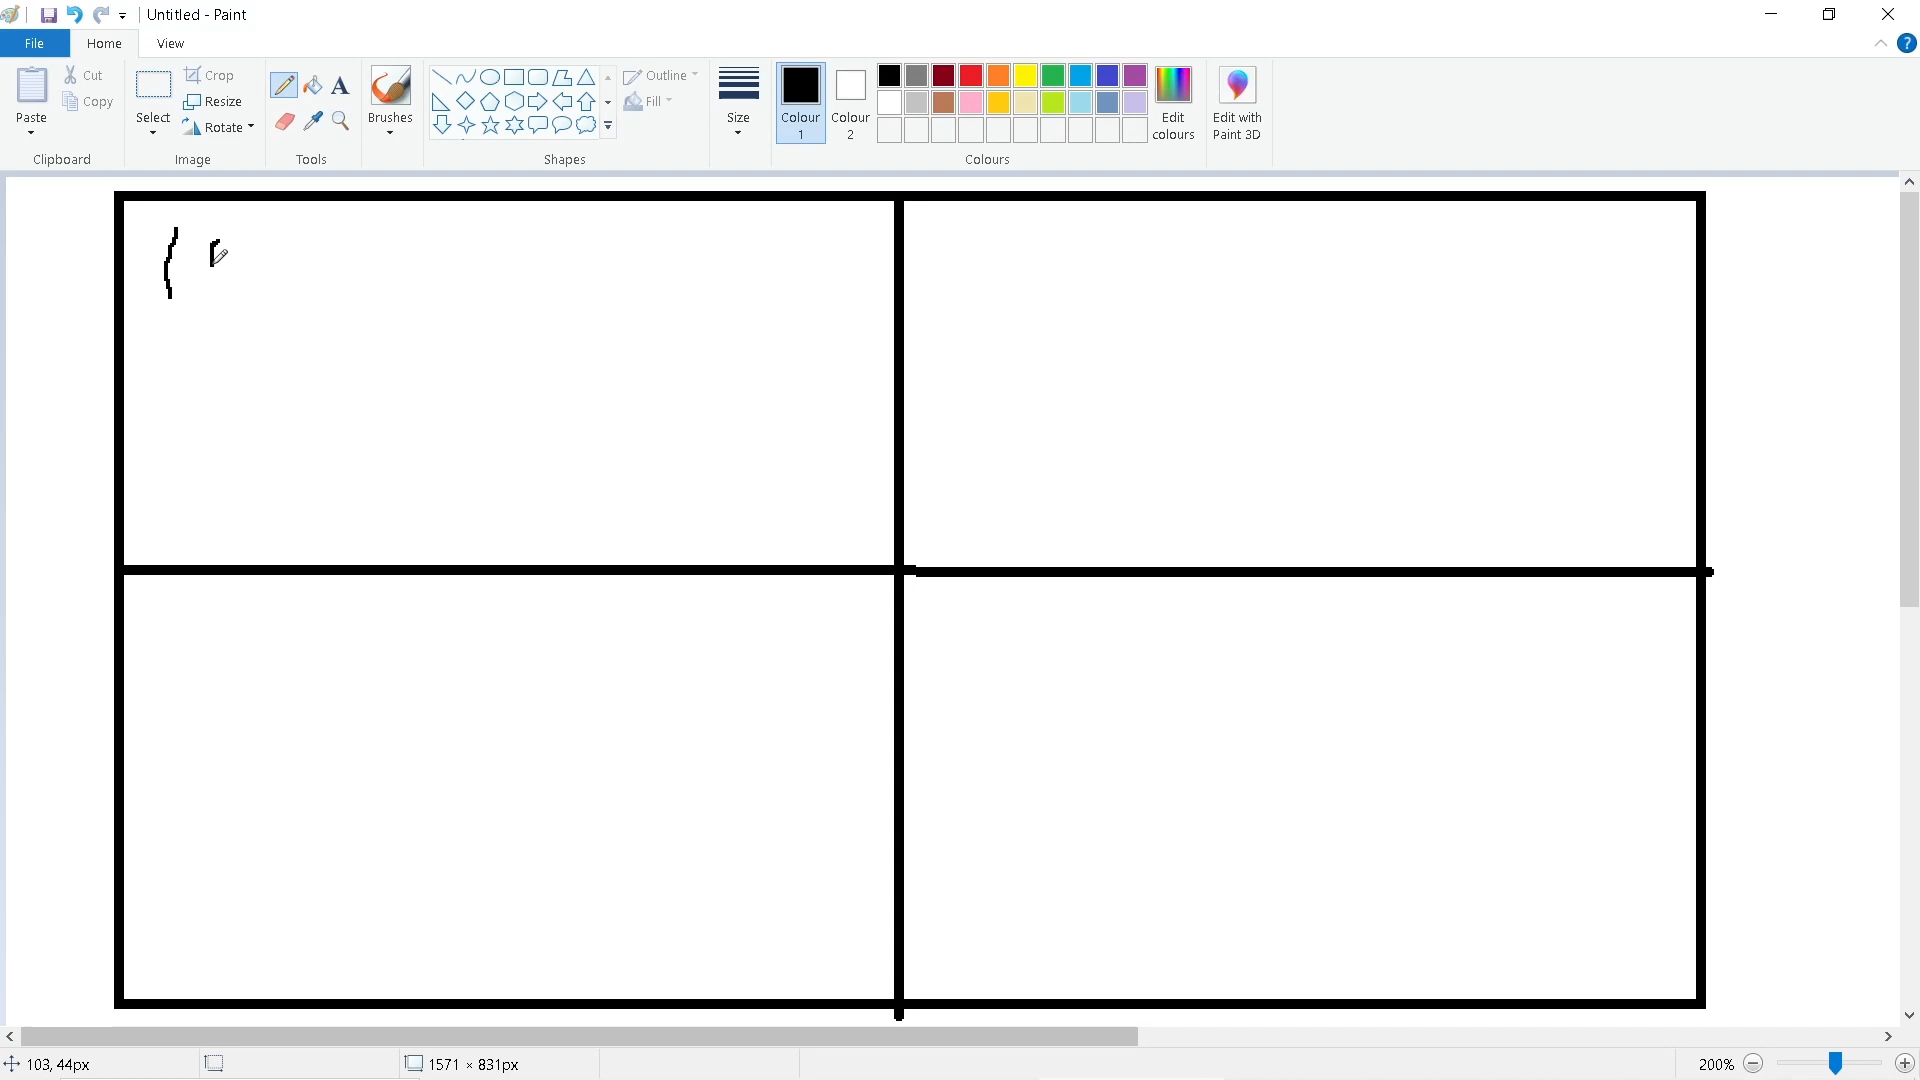 Untitled - Paint
File Home View
Paste
Cut
Copy
Clipboard
Select
Crop
Resize
Rotate
Image
Tools
Brushes
Shapes
Outline
Fill
Size
Colour 1
Colour 2
Colours
Edit colours
Edit with Paint 3D
(
103, 44px
1571 × 831px
200%